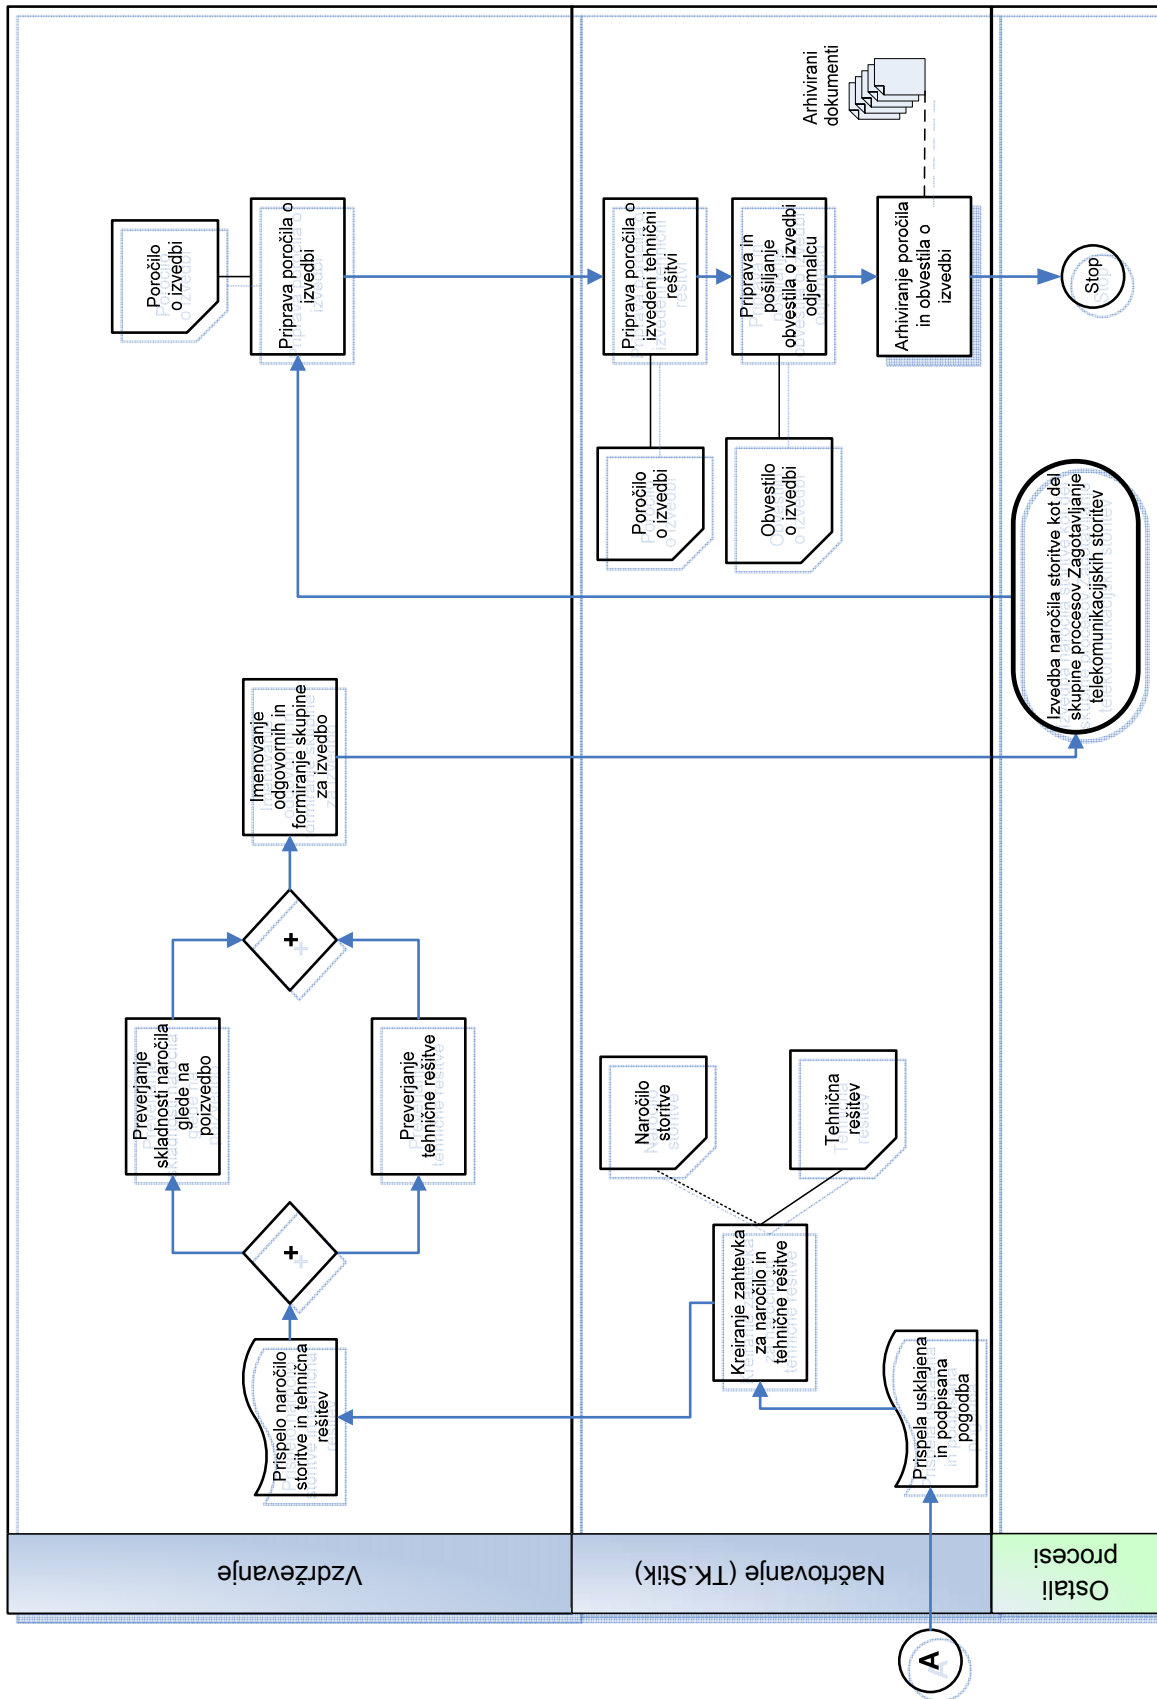 Vzdrževanje
Prispelo naročilo
storitve in tehnična
rešitev
+
Preverjanje
skladnosti naročila
glede na
poizvedbo
Preverjanje
tehnične rešitve
+
Imenovanje
odgovornih in
formiranje skupine
za izvedbo
Poročilo
o izvedbi
Priprava poročila o
izvedbi
Načrtovanje (TK.Stik)
Prispela usklajena
in podpisana
pogodba
Kreiranje zahtevka
za naročilo in
tehnične rešitve
Naročilo
storitve
Tehnična
rešitev
Poročilo
o izvedbi
Obvestilo
o izvedbi
Priprava poročila o
izvedeni tehnični
rešitvi
Priprava in
pošiljanje
obvestila o izvedbi
odjemalcu
Arhiviranje poročila
in obvestila o
izvedbi
Arhivirani
dokumenti
Ostali
procesi
A
Izvedba naročila storitve kot del
skupine procesov Zagotavljanje
telekomunikacijskih storitev
Stop